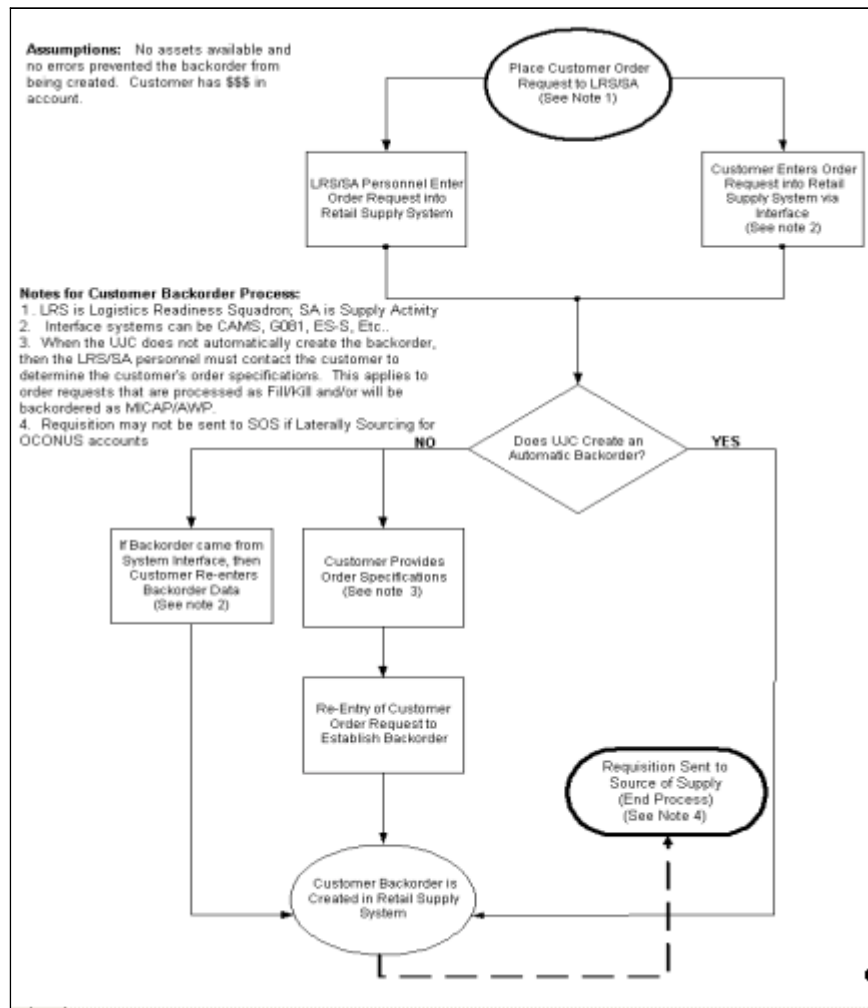 Assumptions: No assets available and
no errors prevented the backorder from
being created. Customer has $$$ in
account.
Place Customer Order
Request to LRS/SA
(See Note 1)
LRS/SA Personnel Enter
Order Request into
Retail Supply System
Customer Enters Order
Request into Retail
Supply System via
Interface
(See note 2)
Notes for Customer Backorder Process:
1. LRS is Logistics Readiness Squadron; SA is Supply Activity
2. Interface systems can be CAMS, G081, ES-S, Etc..
3. When the UJC does not automatically create the backorder,
then the LRS/SA personnel must contact the customer to
determine the customer's order specifications. This applies to
order requests that are processed as Fill/Kill and/or will be
backordered as MICAP/AWP.
4. Requisition may not be sent to SOS if Laterally Sourcing for
OCONUS accounts
Does UJC Create an
Automatic Backorder?
NO
YES
If Backorder came from
System Interface, then
Customer Re-enters
Backorder Data
(See note 2)
Customer Provides
Order Specifications
(See note 3)
Re-Entry of Customer
Order Request to
Establish Backorder
Requisition Sent to
Source of Supply
(End Process)
(See Note 4)
Customer Backorder is
Created in Retail Supply
System